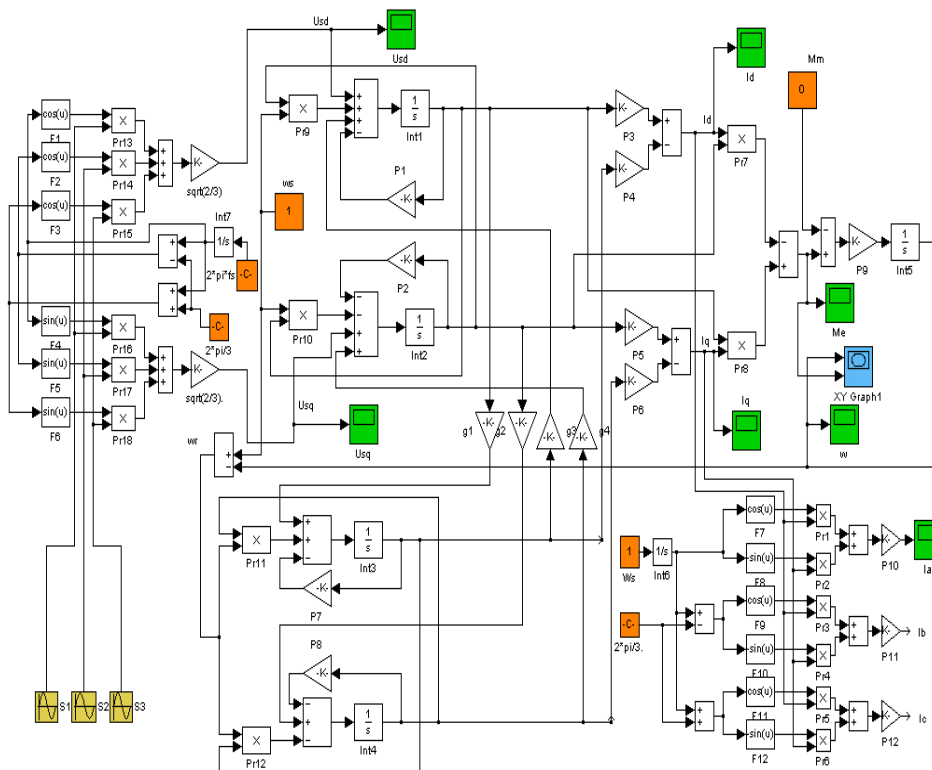 Usd
Usd
Id
Mm
0
cos(u)
F1
X
Pr13
cos(u)
F2
X
Pr14
cos(u)
F3
X
Pr15
K-
sqrt(2/3)
X
Pr9
1
s
Int1
-K-
P1
K-
P3
K-
P4
Id
X
Pr7
ws
1
Int7
1/s
2*pi*fs
-C-
-C-
2*pi/3
-K-
P2
X
Pr10
1
s
Int2
K-
P5
K-
P6
Iq
X
Pr8
K-
P9
1
s
Int5
Me
XY Graph1
w
Iq
sin(u)
F4
X
Pr16
sin(u)
F5
X
Pr17
sin(u)
F6
X
Pr18
K-
sqrt(2/3).
Usq
Usq
wr
g1
-K-
g2
-K-
-K-
g3
-K-
g4
X
Pr11
1
s
Int3
-K-
P7
P8
-K-
X
Pr12
1
s
Int4
1
Ws
1/s
Int6
-C-
2*pi/3.
cos(u)
F7
sin(u)
F8
cos(u)
F9
sin(u)
F10
cos(u)
F11
sin(u)
F12
X
Pr1
X
Pr2
X
Pr3
X
Pr4
X
Pr5
X
Pr6
K-
P10
Ia
K-
P11
Ib
K-
P12
Ic
S1
S2
S3